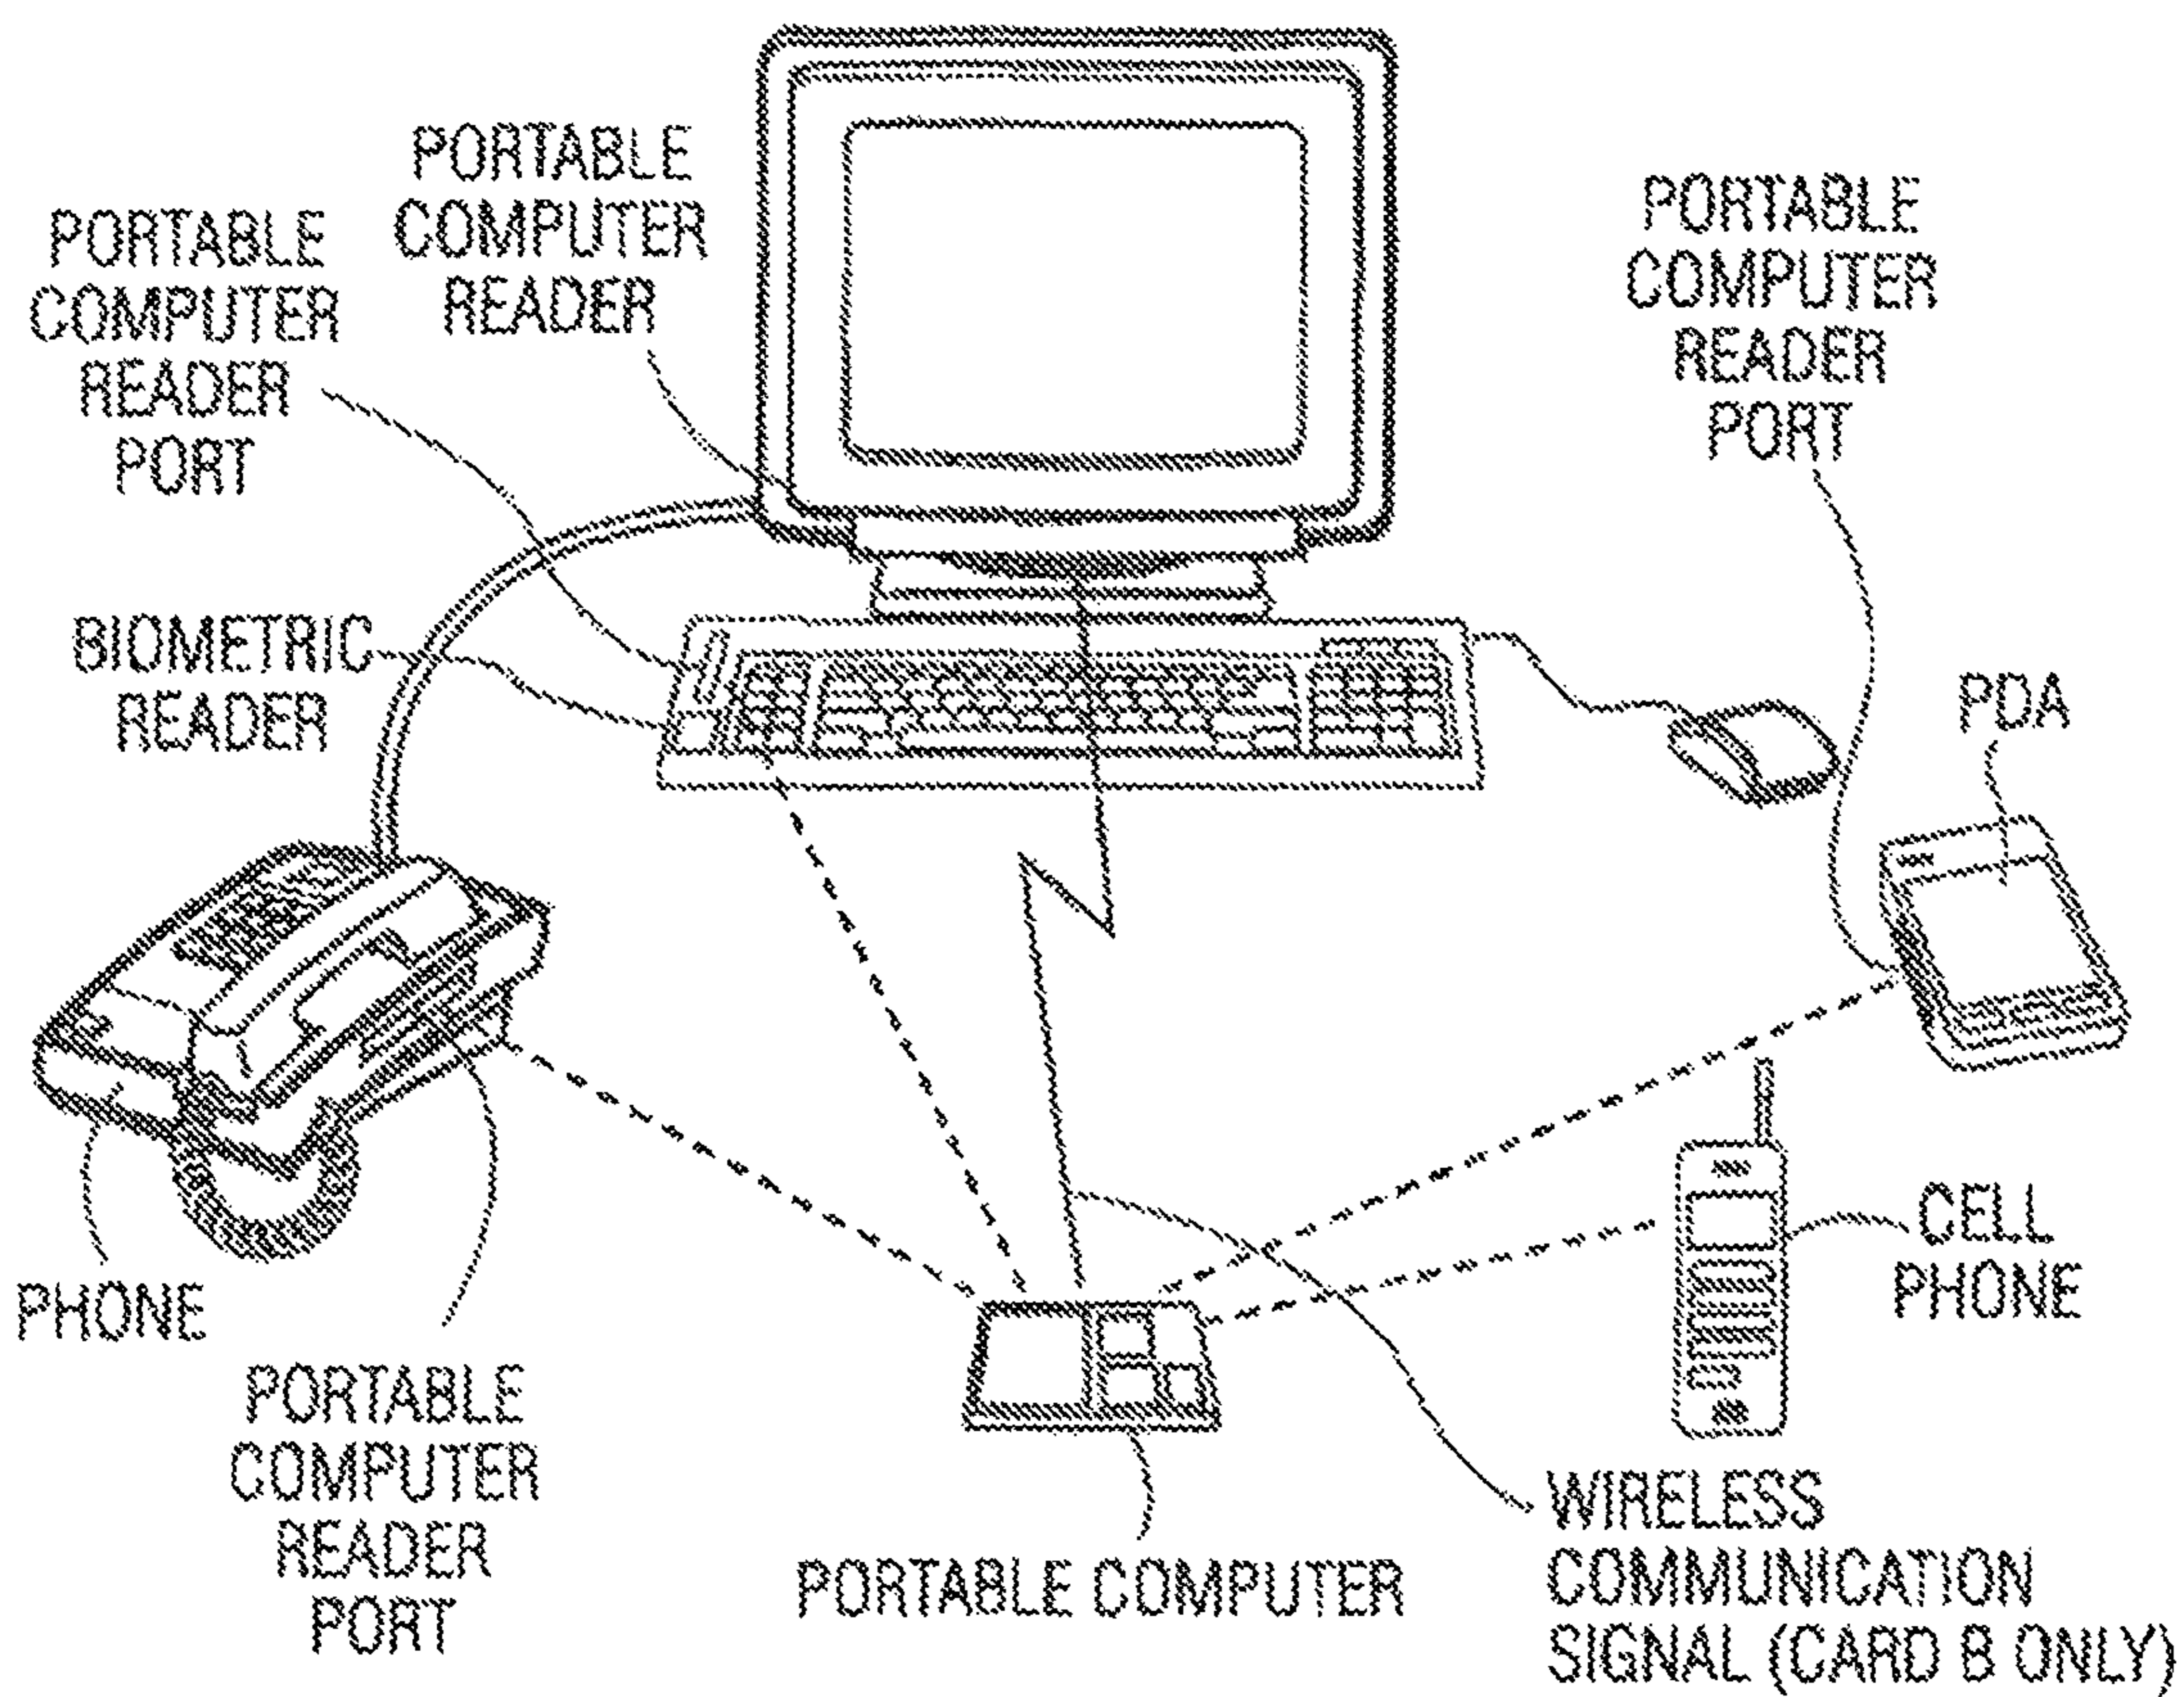 PORTABLE
COMPUTER
READER
PORTABLE
COMPUTER
READER
PORT
PORTABLE
COMPUTER
READER
PORT
BIOMETRIC
READER
PDA
CELL
PHONE
PHONE
PORTABLE
COMPUTER
READER
PORT
PORTABLE COMPUTER
WIRELESS
COMMUNICATION
SIGNAL (CARD B ONLY)